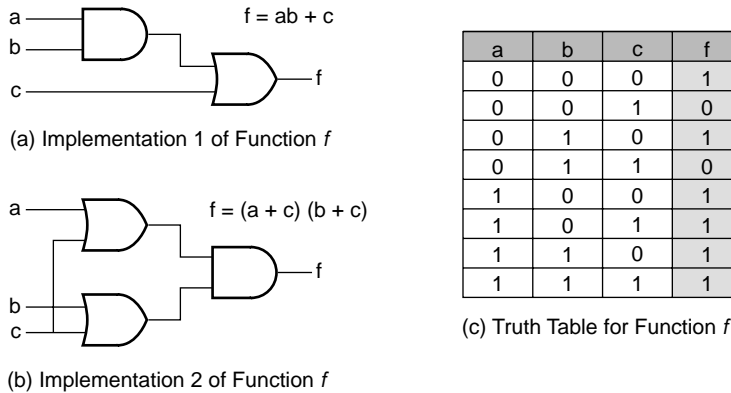 a
b
c
f = ab + c
f
(a) Implementation 1 of Function f
a
b
c
f = (a + c) (b + c)
f
(b) Implementation 2 of Function f
a b c f
0 0 0 1
0 0 1 0
0 1 0 1
0 1 1 0
1 0 0 1
1 0 1 1
1 1 0 1
1 1 1 1
(c) Truth Table for Function f